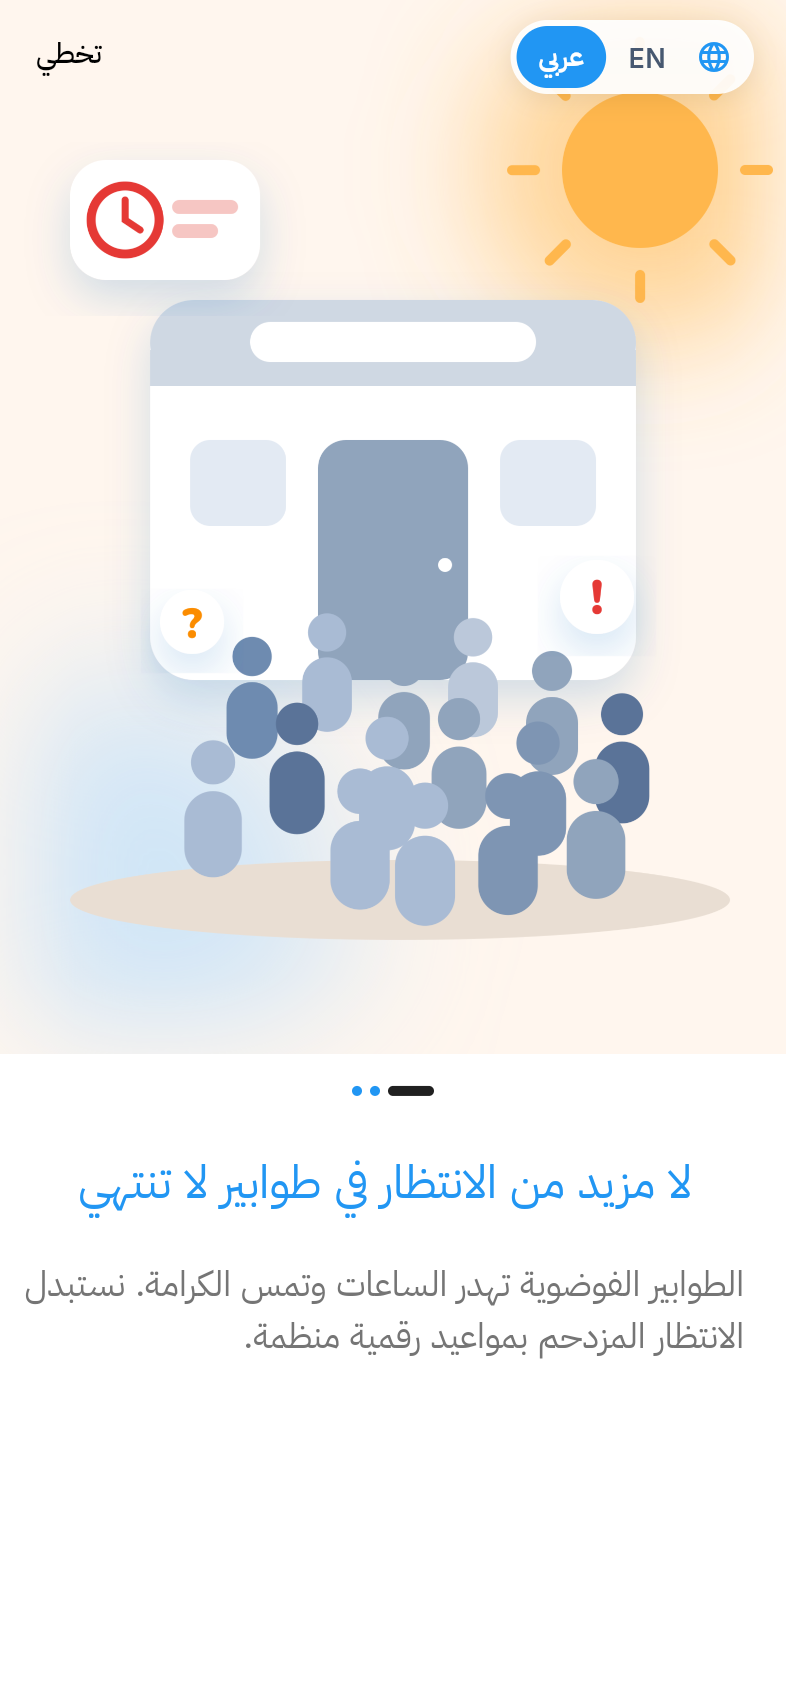 عربي EN
تخطي
?
!
لا مزيد من الانتظار في طوابير لا تنتهي
الطوابير الفوضوية تهدر الساعات وتمس الكرامة. نستبدل
الانتظار المزدحم بمواعيد رقمية منظمة.